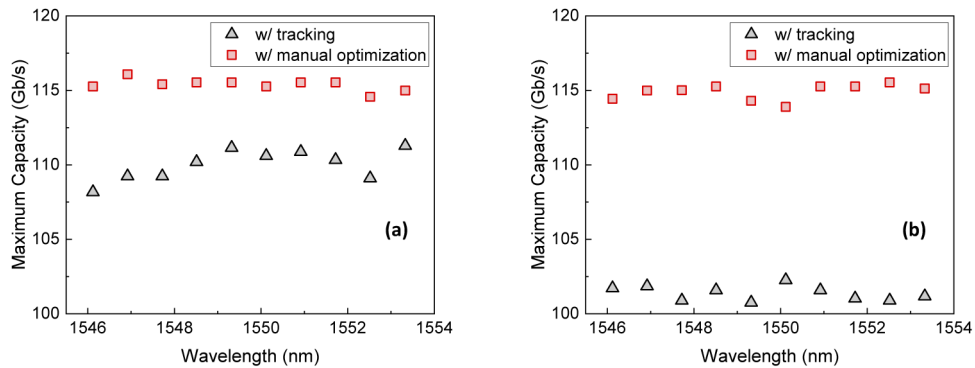 120
115
110
105
100
Maximum Capacity (Gb/s)
w/ tracking
w/ manual optimization
(a)
1546 1548 1550 1552 1554
Wavelength (nm)
120
115
110
105
100
Maximum Capacity (Gb/s)
w/ tracking
w/ manual optimization
(b)
1546 1548 1550 1552 1554
Wavelength (nm)